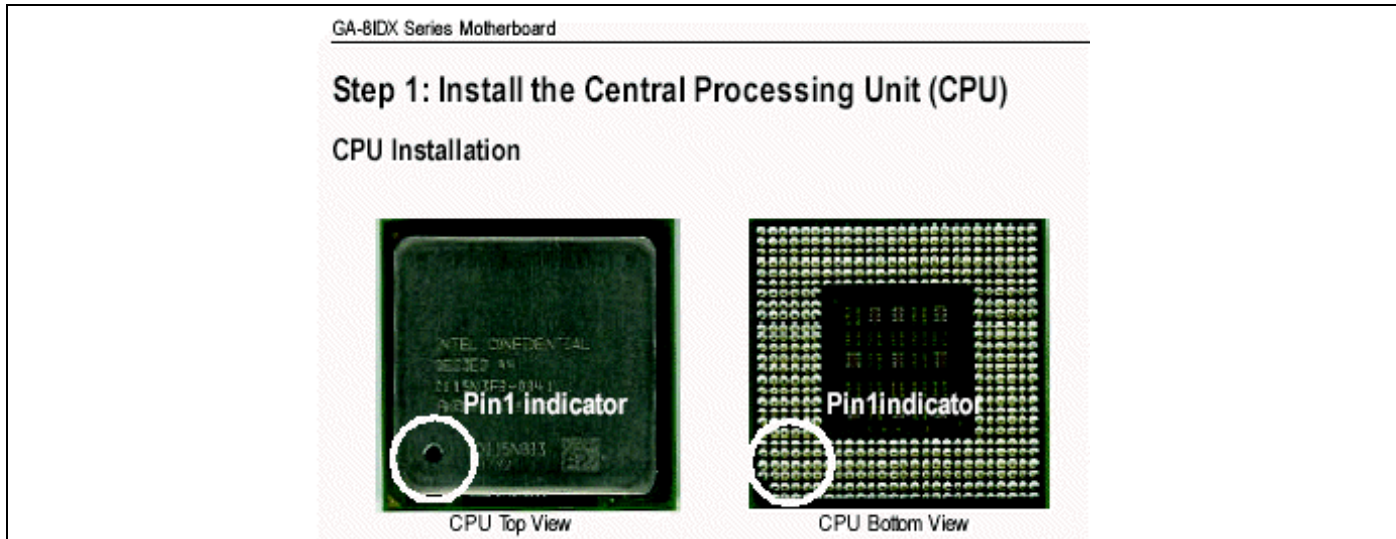 GA-8IDX Series Motherboard
Step 1: Install the Central Processing Unit (CPU)
CPU Installation
INTEL CONFIDENTIAL
Pin1 indicator
Pin1indicator
CPU Top View
CPU Bottom View